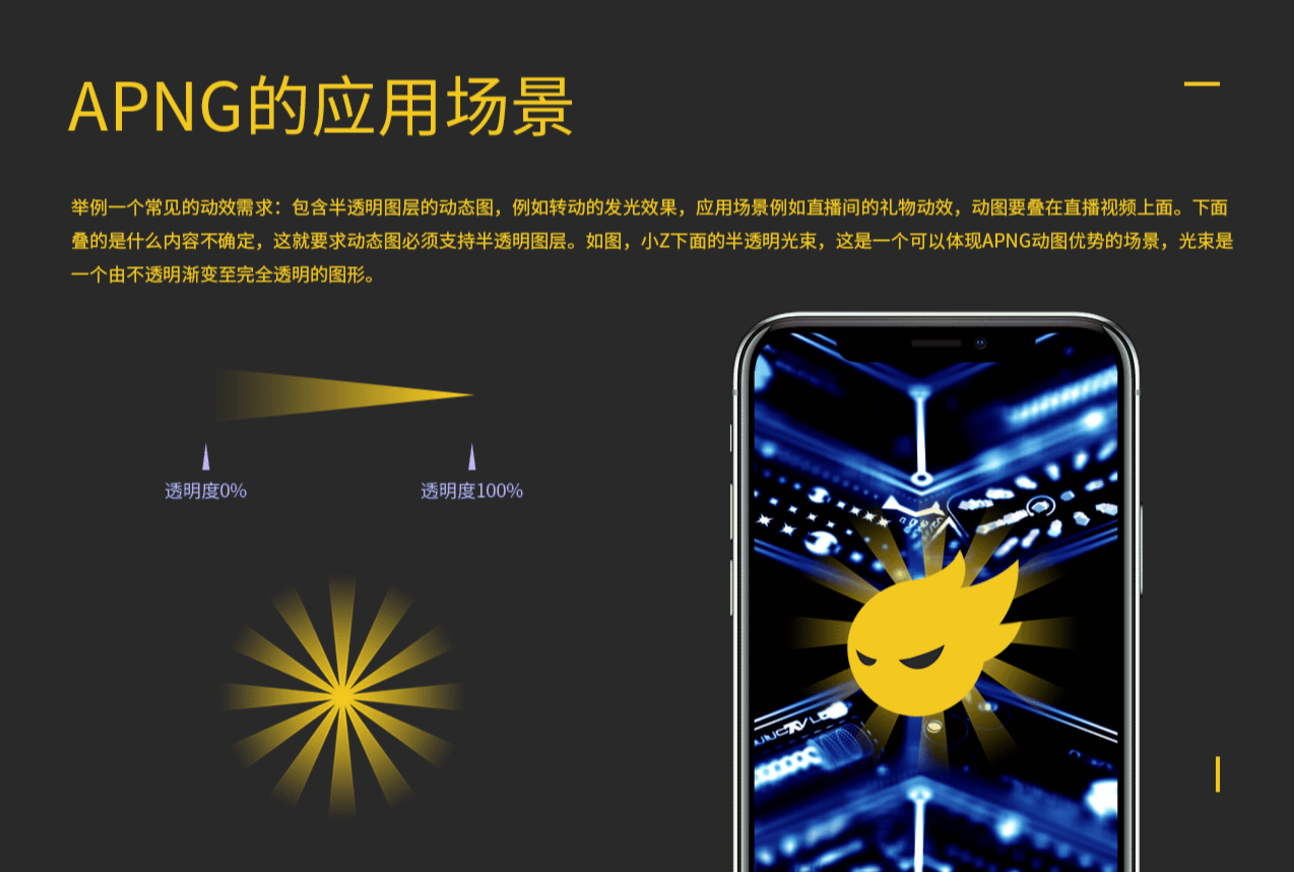 APNG的应用场景
举例一个常见的动效需求：包含半透明图层的动态图，例如转动的发光效果，应用场景例如直播间的礼物动效，动图要叠在直播视频上面。下面
叠的是什么内容不确定，这就要求动态图必须支持半透明图层。如图，小Z下面的半透明光束，这是一个可以体现APNG动图优势的场景，光束是
一个由不透明渐变至完全透明的图形。
透明度0%
透明度100%